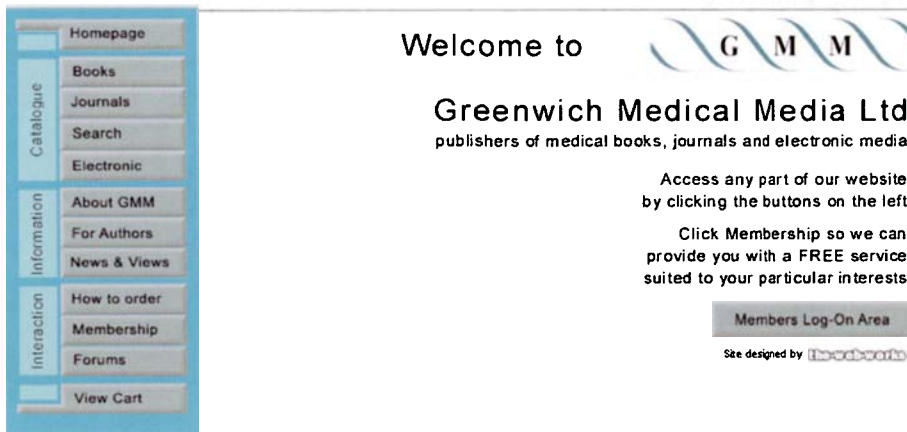 Homepage
Catalogue
Books
Journals
Search
Electronic
Information
About GMM
For Authors
News & Views
Interaction
How to order
Membership
Forums
View Cart
Welcome to
G M M
Greenwich Medical Media Ltd
publishers of medical books, journals and electronic media
Access any part of our website
by clicking the buttons on the left
Click Membership so we can
provide you with a FREE service
suited to your particular interests
Members Log-On Area
Site designed by the-web-works